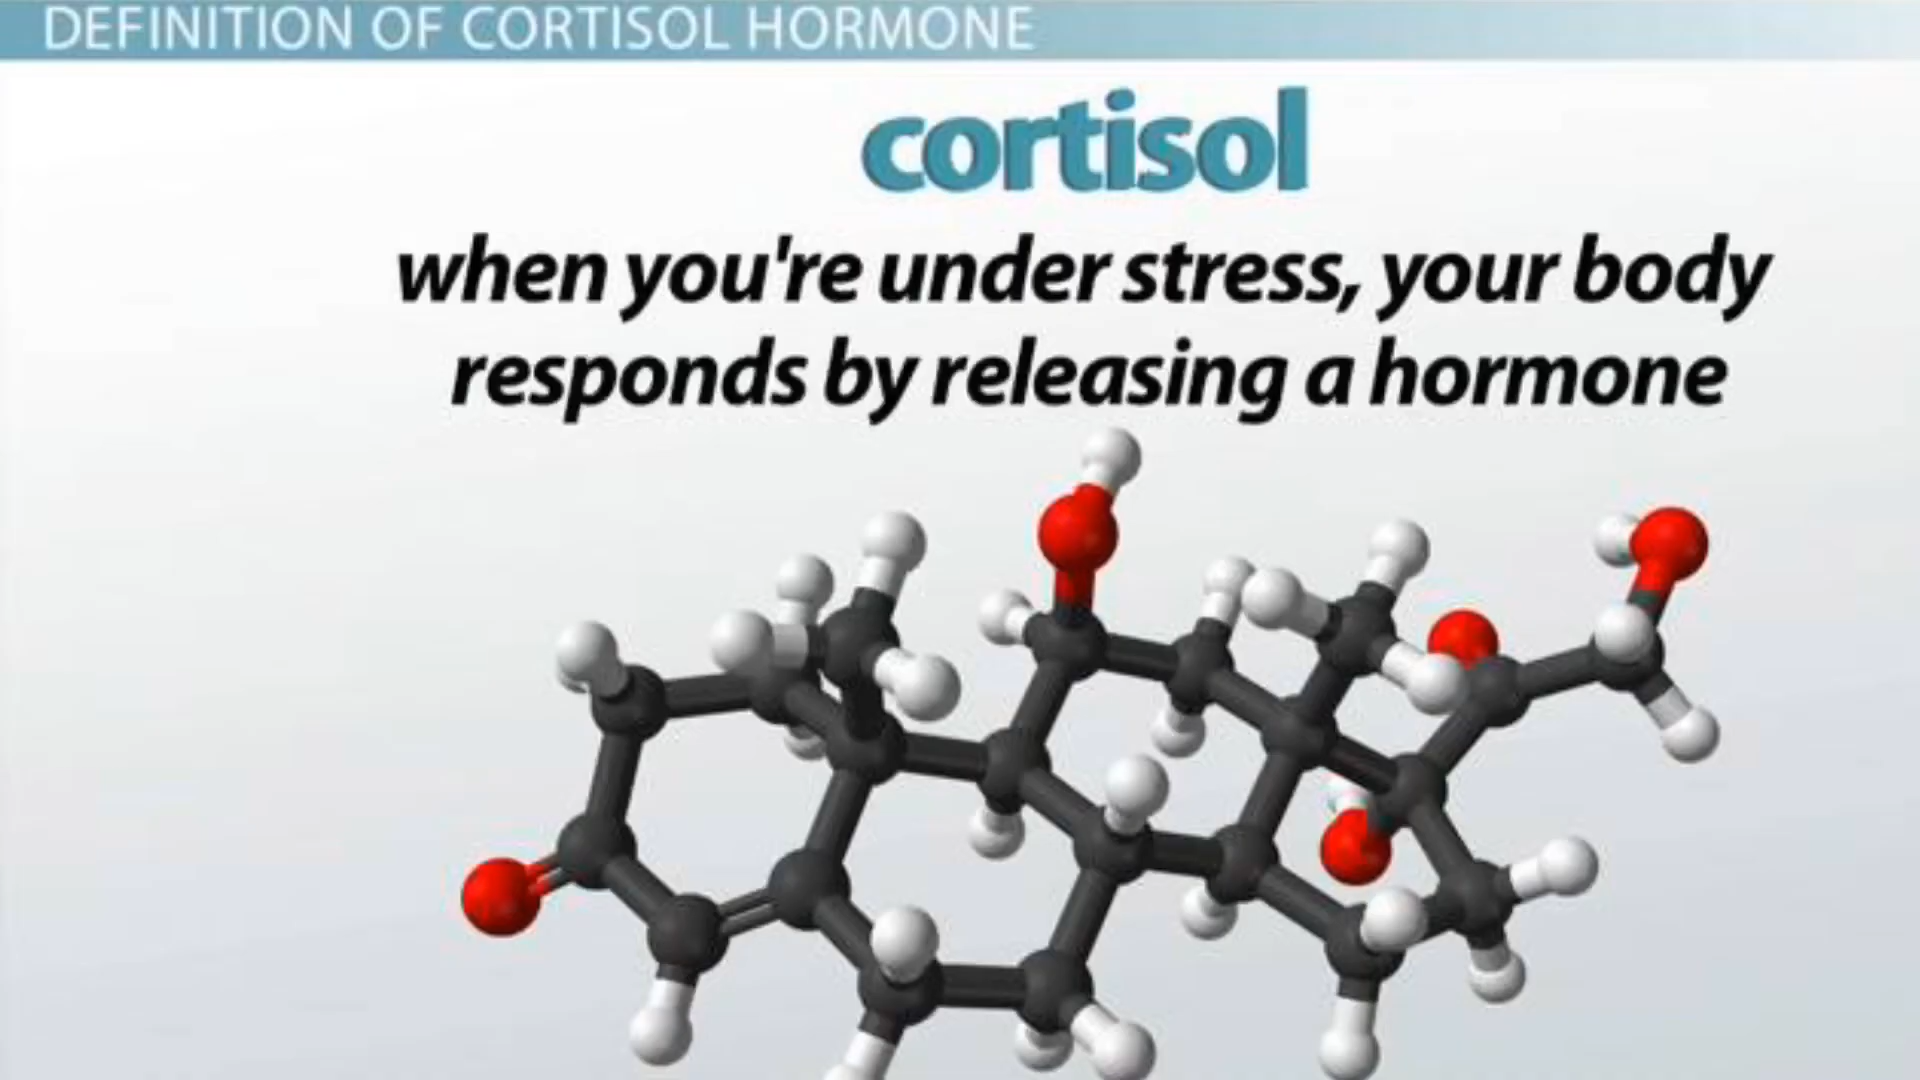 DEFINITION OF CORTISOL HORMONE
cortisol
when you're under stress, your body
responds by releasing a hormone